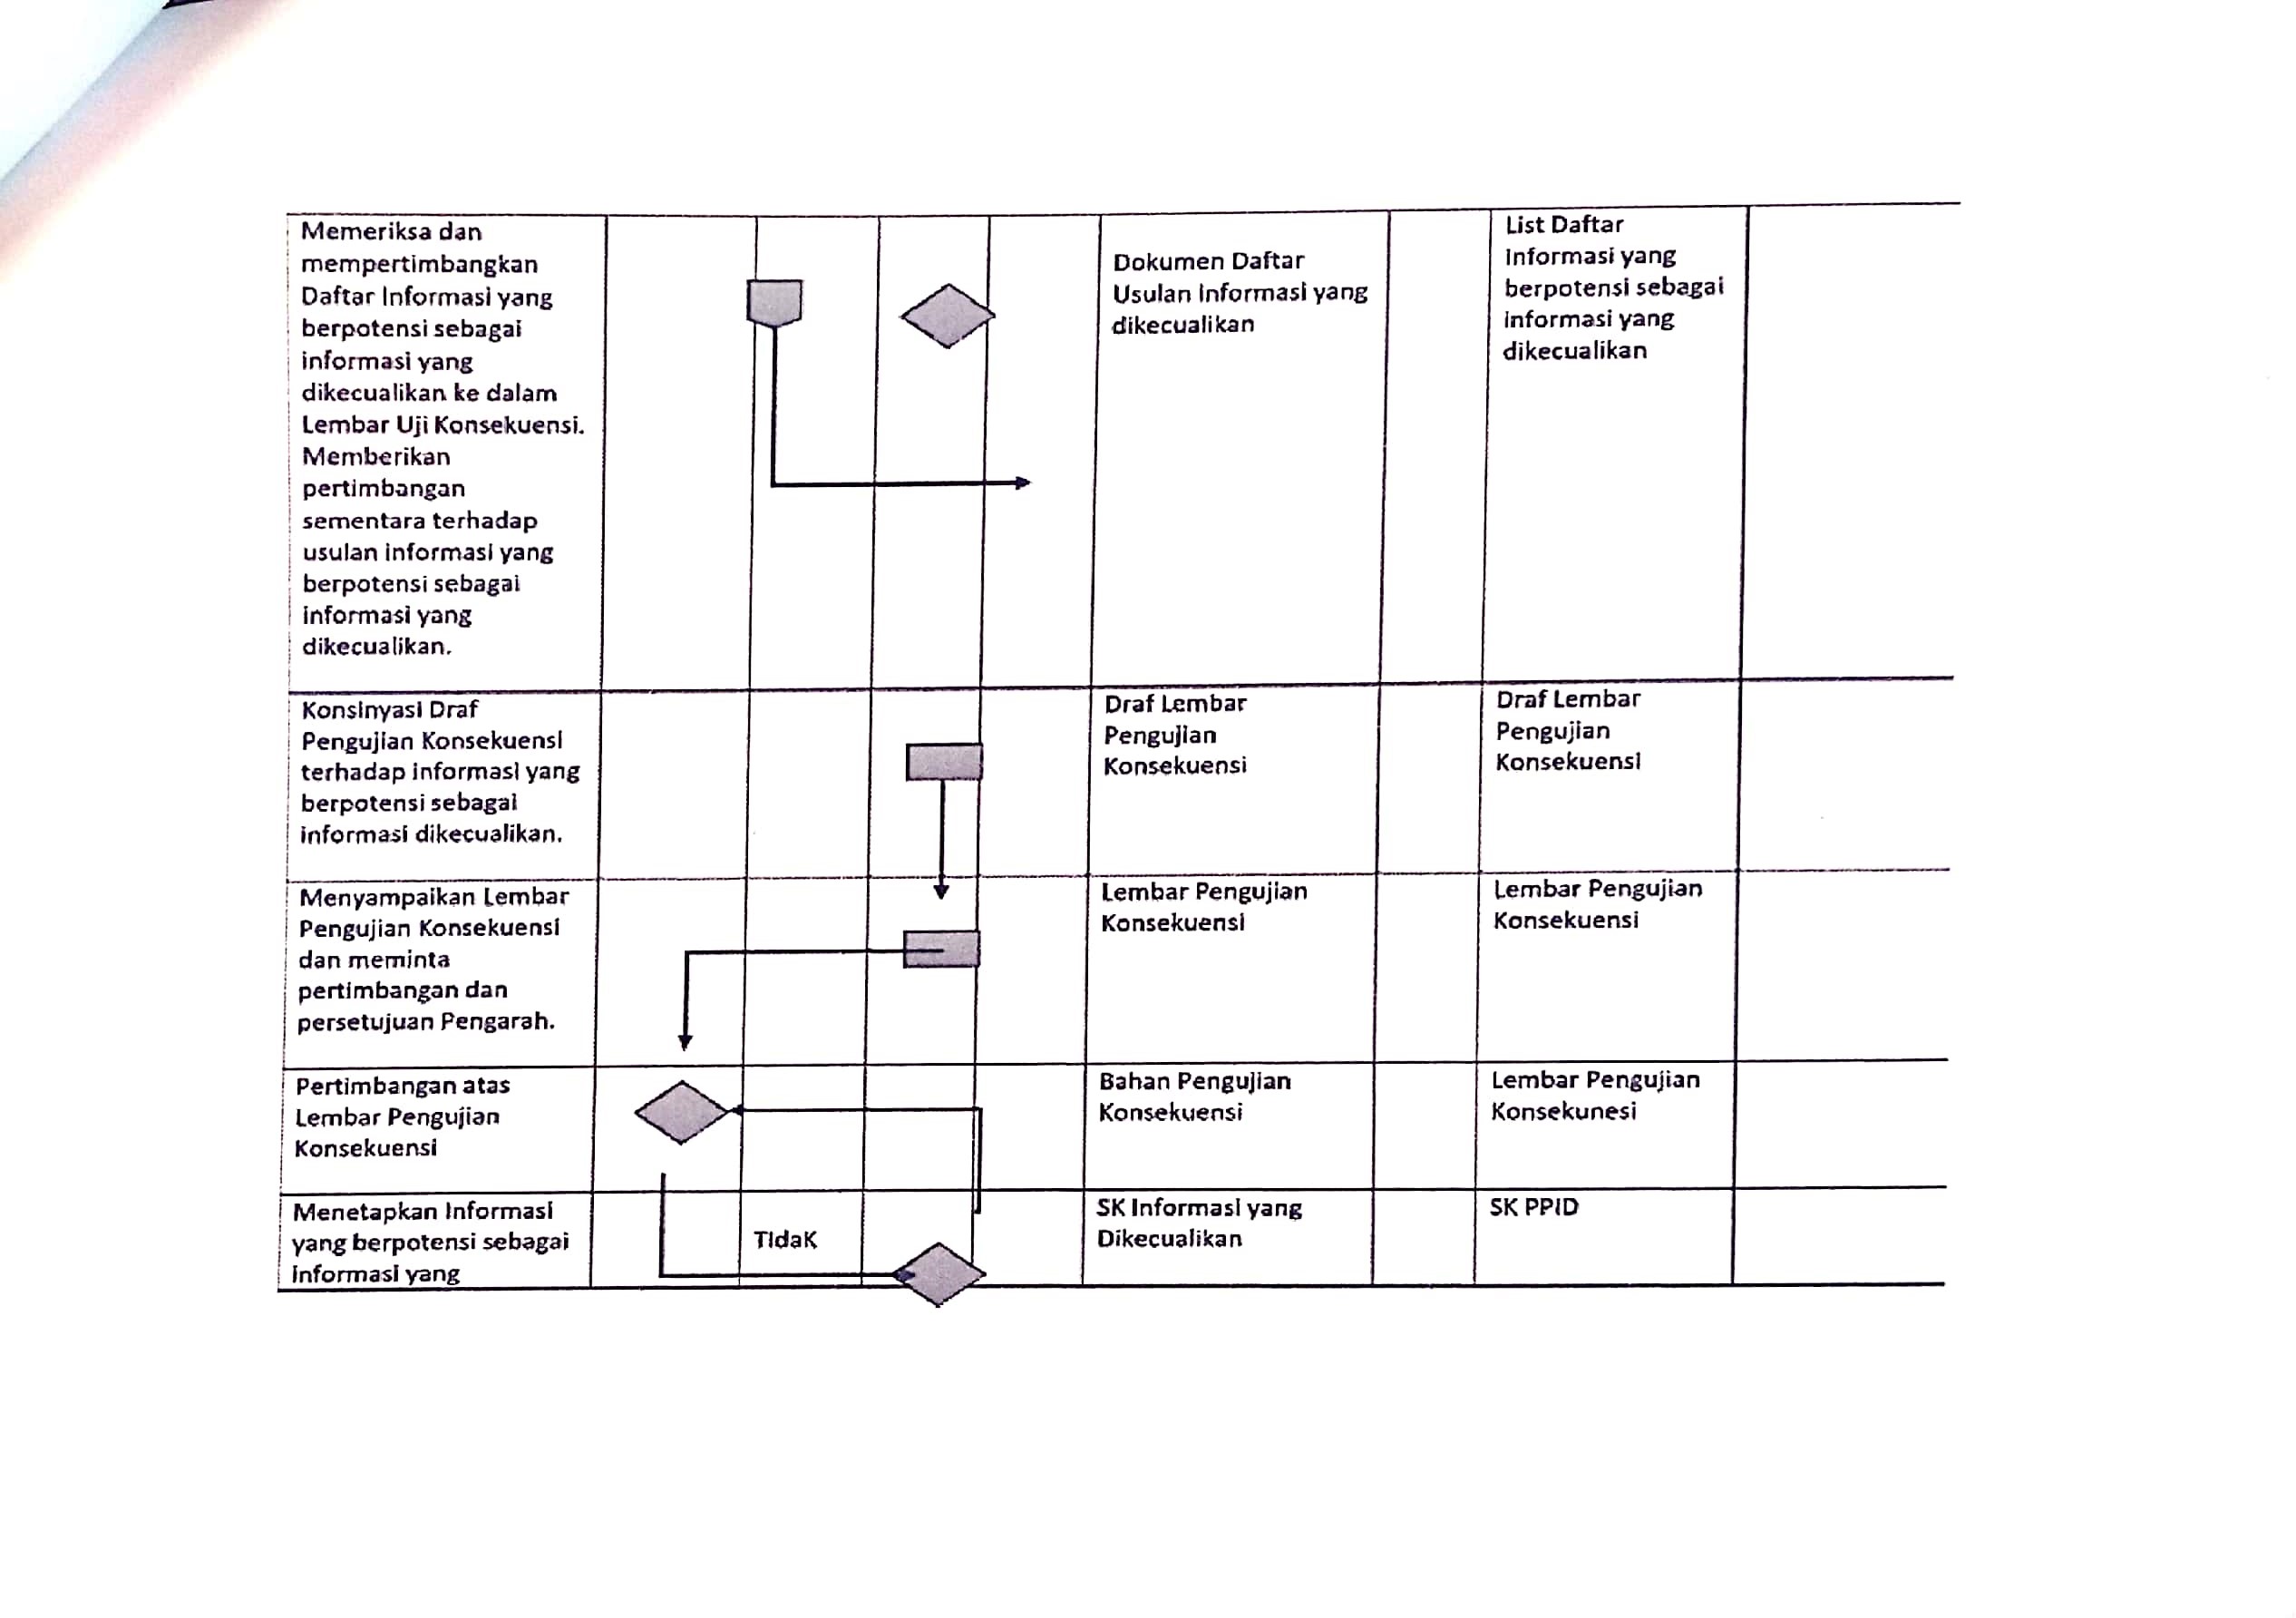 Memeriksa dan
mempertimbangkan
Daftar Informasi yang
berpotensi sebagai
informasi yang
dikecualikan ke dalam
Lembar Uji Konsekuensi.
Memberikan
pertimbangan
sementara terhadap
usulan informasi yang
berpotensi sebagai
informasi yang
dikecualikan.
Dokumen Daftar
Usulan Informasi yang
dikecualikan
List Daftar
Informasi yang
berpotensi sebagai
informasi yang
dikecualikan
Konsinyasi Draf
Pengujian Konsekuensi
terhadap informasi yang
berpotensi sebagai
informasi dikecualikan.
Draf Lembar
Pengujian
Konsekuensi
Draf Lembar
Pengujian
Konsekuensi
Menyampaikan Lembar
Pengujian Konsekuensi
dan meminta
pertimbangan dan
persetujuan Pengarah.
Lembar Pengujian
Konsekuensi
Lembar Pengujian
Konsekuensi
Pertimbangan atas
Lembar Pengujian
Konsekuensi
Bahan Pengujian
Konsekuensi
Lembar Pengujian
Konsekunesi
Menetapkan Informasi
yang berpotensi sebagai
informasi yang
TidaK
SK Informasi yang
Dikecualikan
SK PPID